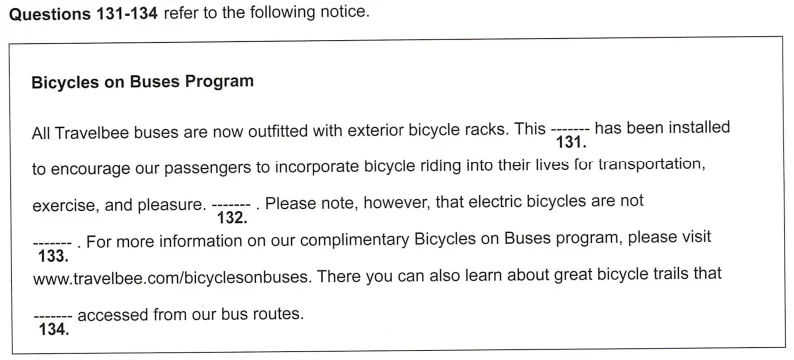 Questions 131-134 refer to the following notice.
Bicycles on Buses Program
All Travelbee buses are now outfitted with exterior bicycle racks. This ------- has been installed
131.
to encourage our passengers to incorporate bicycle riding into their lives for transportation,
exercise, and pleasure. ------- . Please note, however, that electric bicycles are not
132.
------- . For more information on our complimentary Bicycles on Buses program, please visit
133.
www.travelbee.com/bicyclesonbuses. There you can also learn about great bicycle trails that
------- accessed from our bus routes.
134.